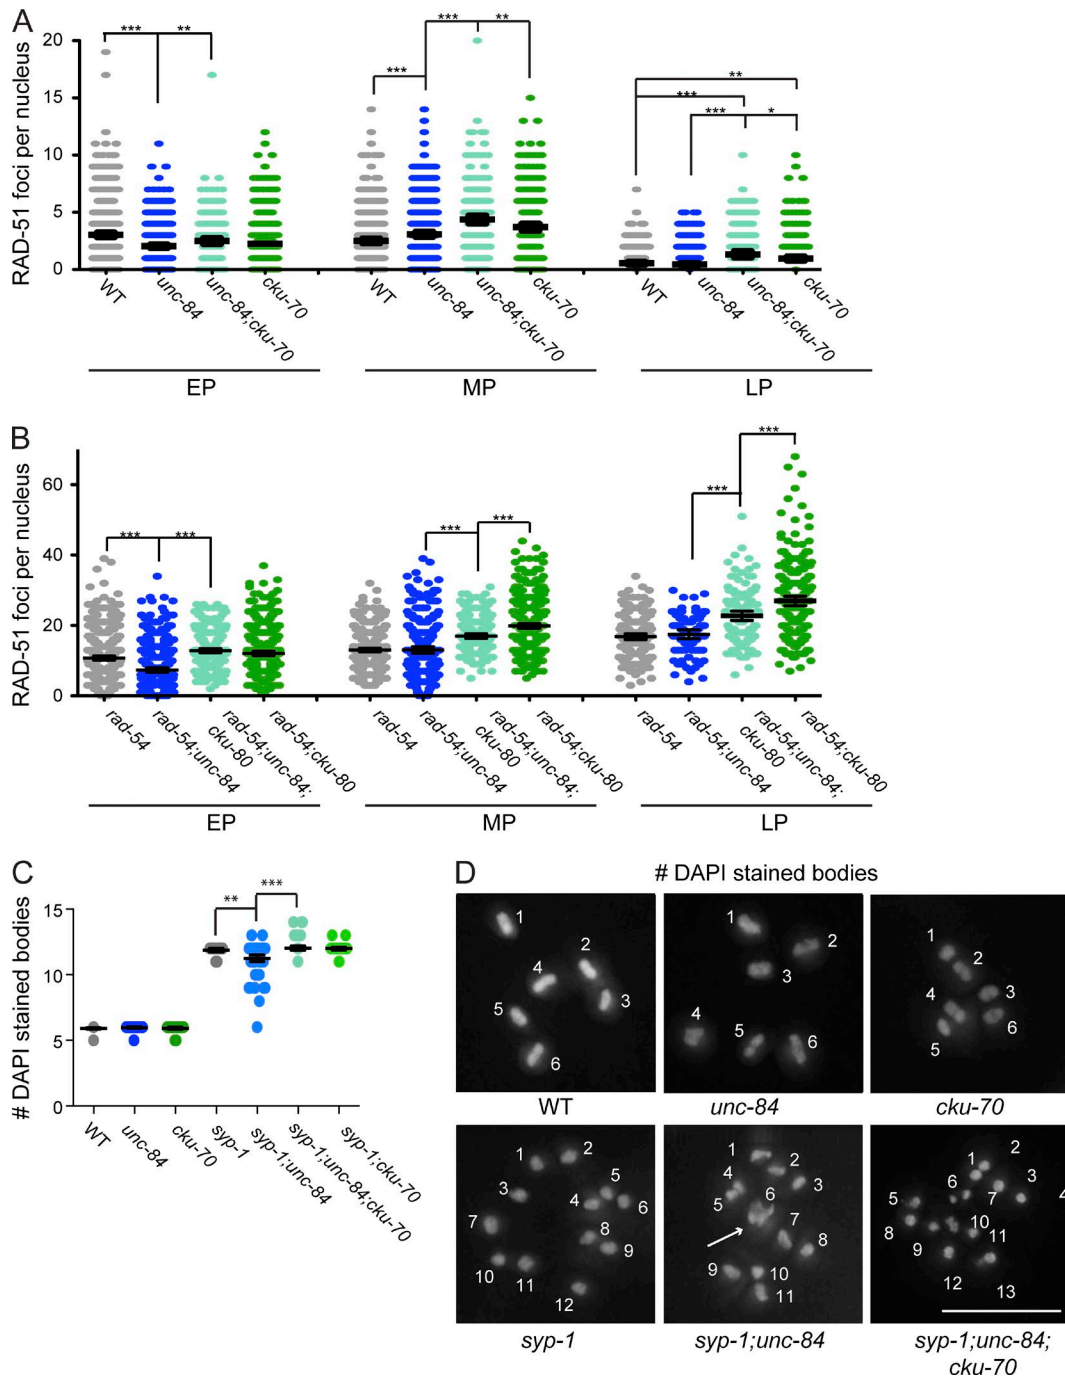 A
RAD-51 foci per nucleus
20
15
10
5
0
***
**
***
***
**
**
***
***
*
WT
unc-84
unc-84;cku-70
cku-70
WT
unc-84
unc-84;cku-70
cku-70
WT
unc-84
unc-84;cku-70
cku-70
EP
MP
LP
B
RAD-51 foci per nucleus
60
40
20
0
***
***
***
***
***
***
rad-54
rad-54;unc-84
rad-54;unc-84;
cku-80
rad-54;cku-80
rad-54
rad-54;unc-84
rad-54;unc-84;
cku-80
rad-54;cku-80
rad-54
rad-54;unc-84
rad-54;unc-84;
cku-80
rad-54;cku-80
EP
MP
LP
C
# DAPI stained bodies
15
10
5
0
**
***
WT
unc-84
cku-70
syp-1
syp-1;unc-84
syp-1;unc-84;cku-70
syp-1;cku-70
D
# DAPI stained bodies
1
2
4
3
5
6
WT
1
2
3
4
5
6
unc-84
1
2
3
4
5
6
cku-70
1
2
3
4
5
6
7
8
9
10
11
12
syp-1
1
2
3
4
5
6
7
8
9
10
11
syp-1;unc-84
1
2
3
4
5
6
7
8
9
10
11
12
13
syp-1;unc-84;
cku-70